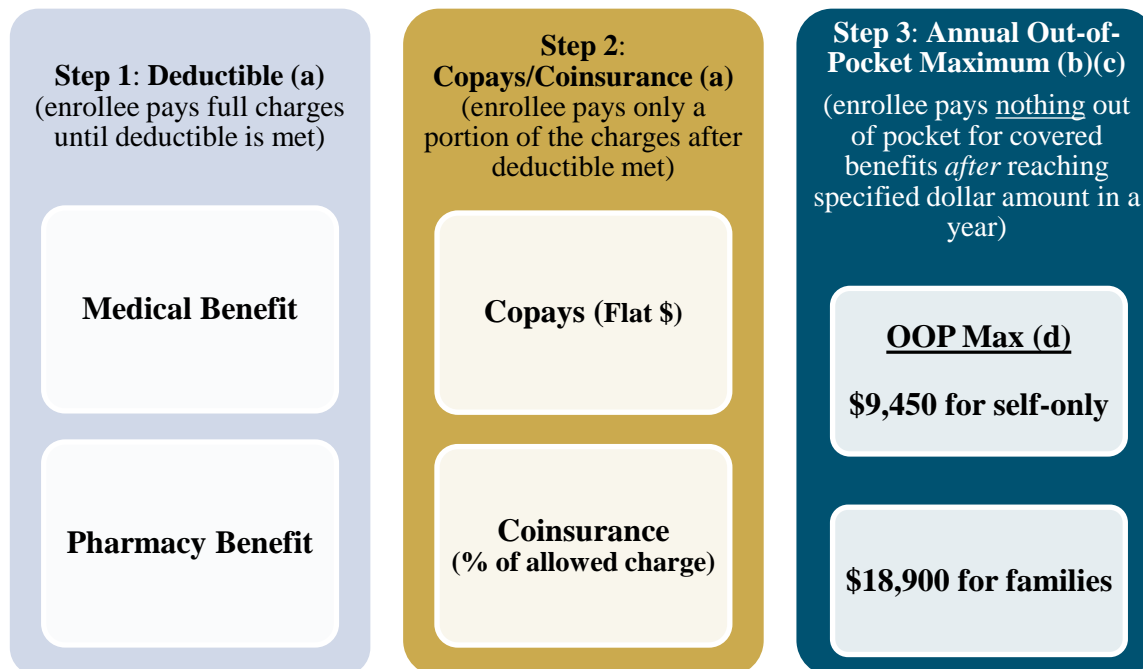 Step 1: Deductible (a)
(enrollee pays full charges
until deductible is met)
Medical Benefit
Pharmacy Benefit
Step 2:
Copays/Coinsurance (a)
(enrollee pays only a
portion of the charges after
deductible met)
Copays (Flat $)
Coinsurance
(% of allowed charge)
Step 3: Annual Out-of-
Pocket Maximum (b)(c)
(enrollee pays nothing out
of pocket for covered
benefits after reaching
specified dollar amount in a
year)
OOP Max (d)
$9,450 for self-only
$18,900 for families